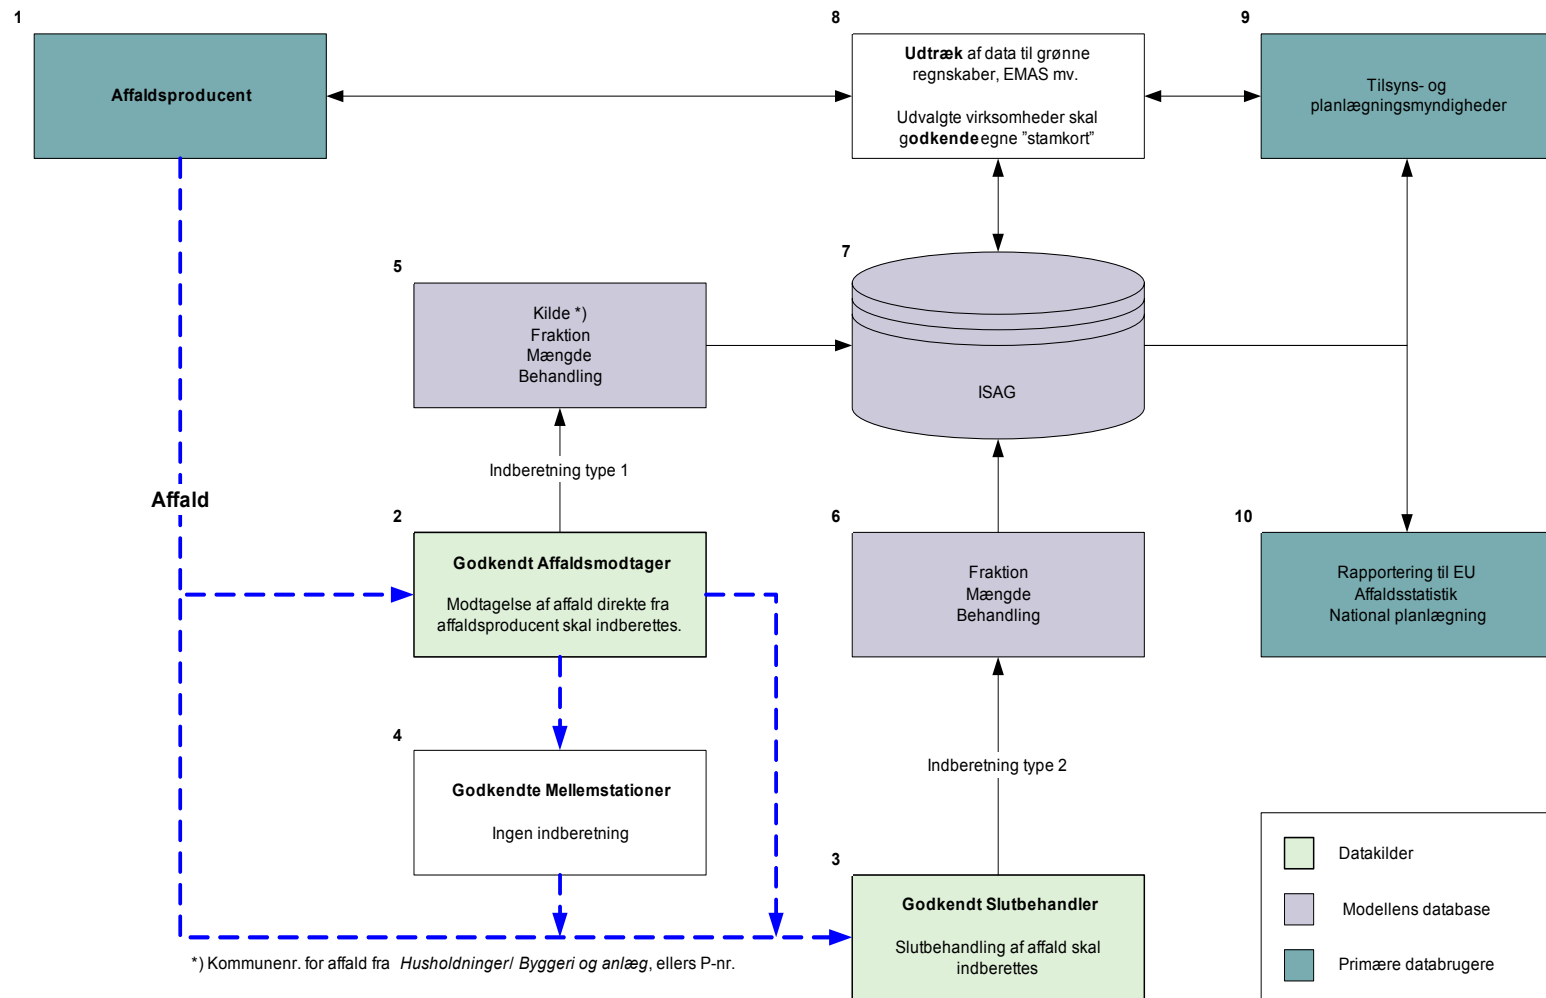 1
Affaldsproducent
8
Udtræk af data til grønne
regnskaber, EMAS mv.
Udvalgte virksomheder skal
godkende egne ”stamkort”
9
Tilsyns- og
planlægningsmyndigheder
5
Kilde *)
Fraktion
Mængde
Behandling
7
ISAG
Indberetning type 1
Affald
2
Godkendt Affaldsmodtager
Modtagelse af affald direkte fra
affaldsproducent skal indberettes.
6
Fraktion
Mængde
Behandling
10
Rapportering til EU
Affaldsstatistik
National planlægning
4
Godkendte Mellemstationer
Ingen indberetning
Indberetning type 2
3
Godkendt Slutbehandler
Slutbehandling af affald skal
indberettes
*) Kommunenr. for affald fra Husholdninger/ Byggeri og anlæg, ellers P-nr.
Datakilder
Modellens database
Primære databrugere